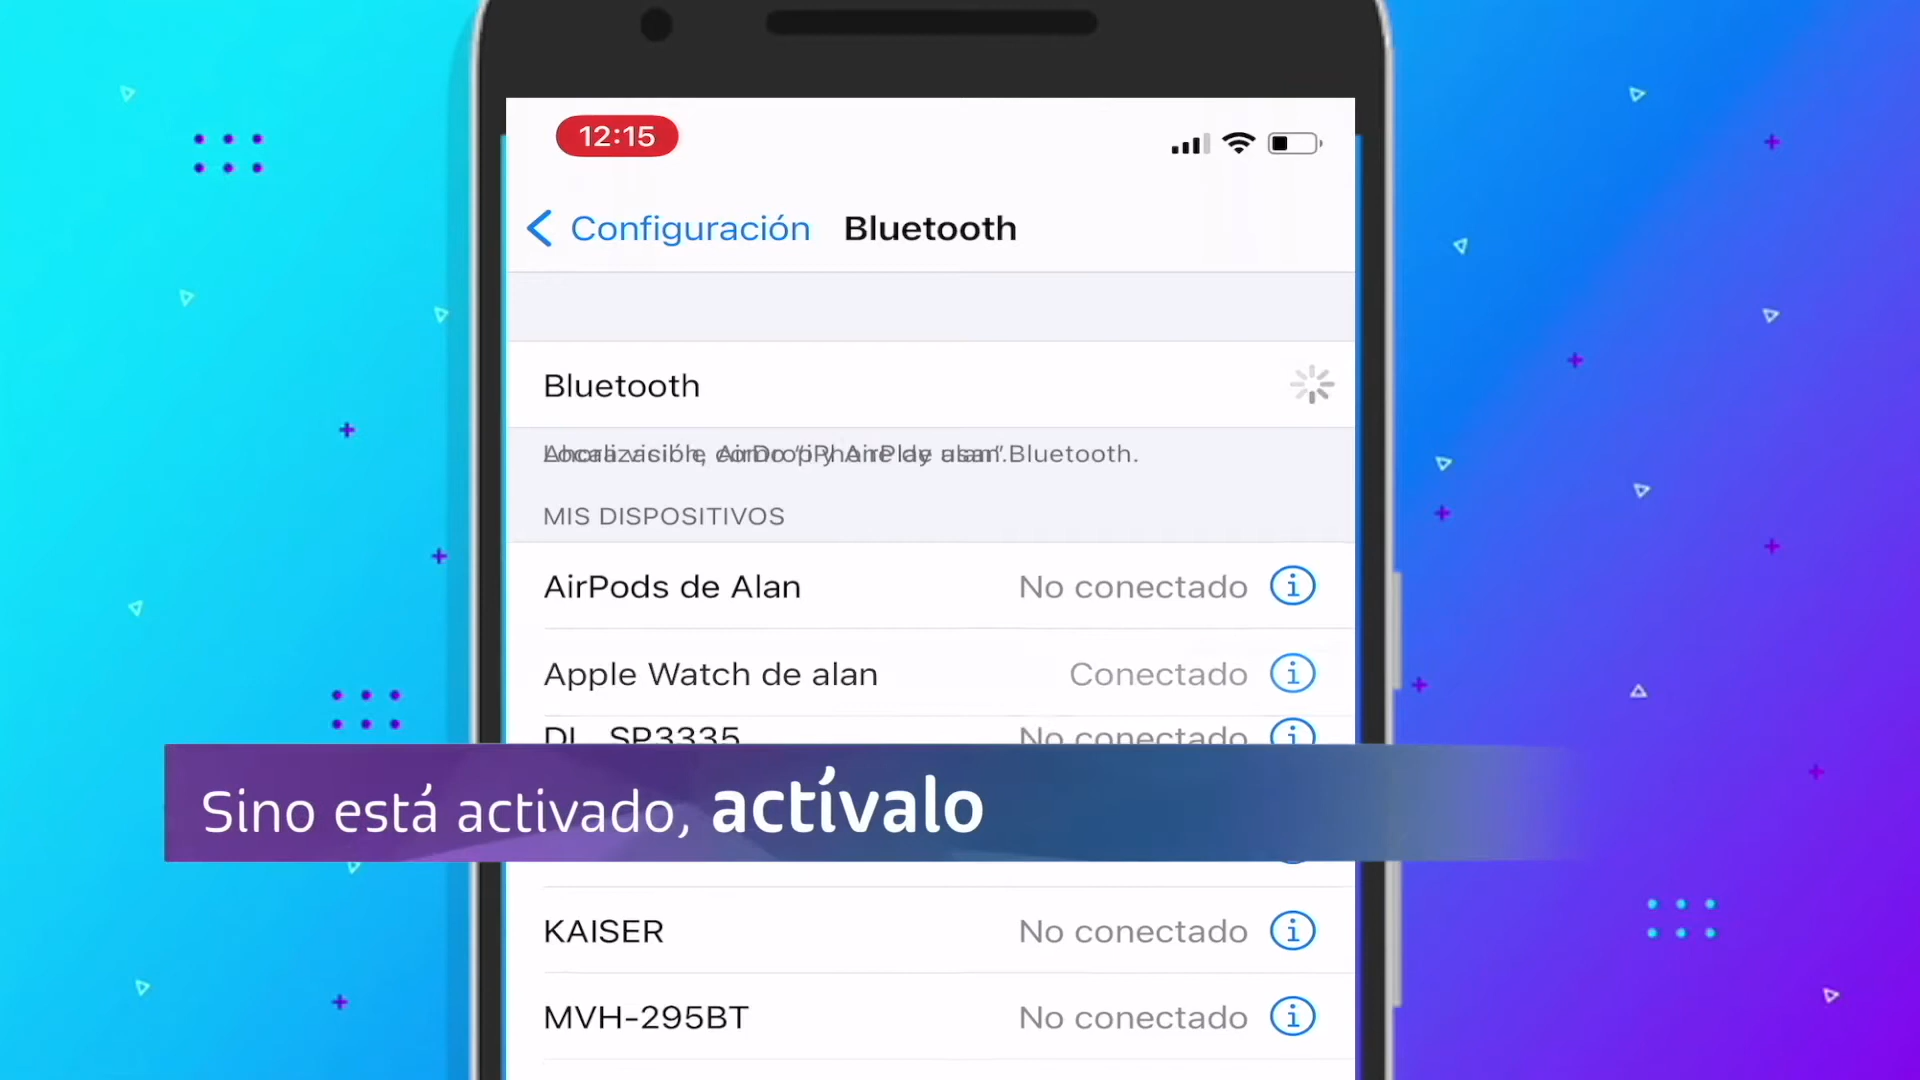 12:15
Configuración Bluetooth
Bluetooth
MIS DISPOSITIVOS
AirPods de Alan No conectado
Apple Watch de alan Conectado
DL_SP3335 No conectado
Sino está activado, actívalo
KAISER No conectado
MVH-295BT No conectado